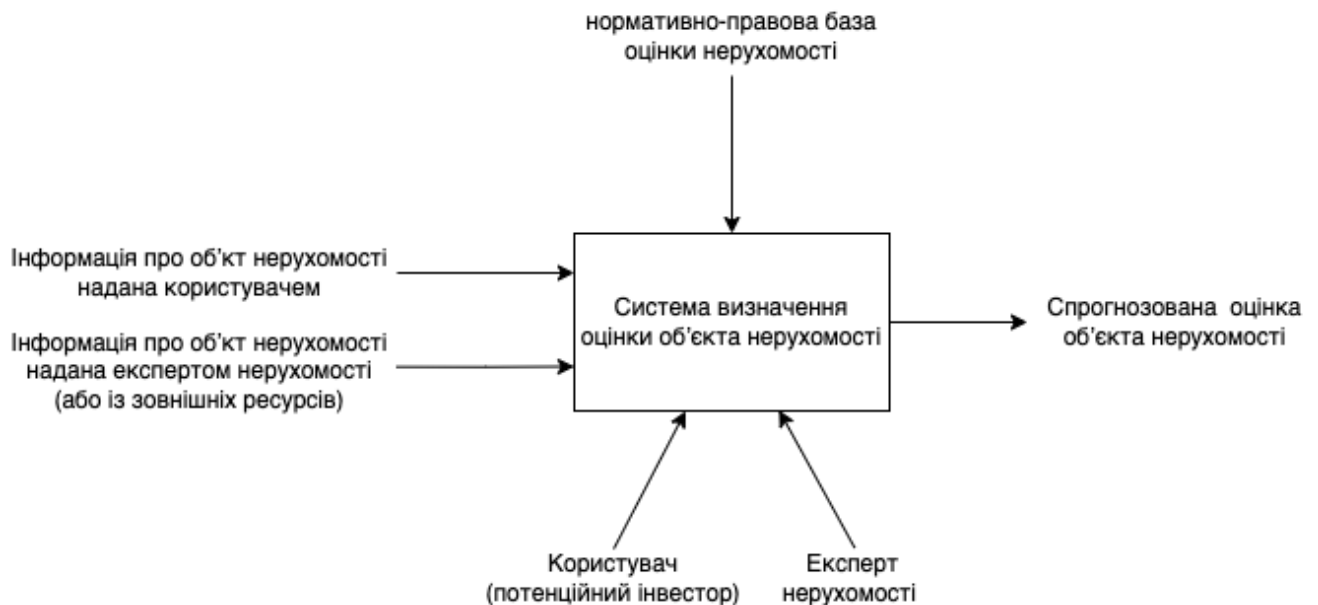 нормативно-правова база
оцінки нерухомості
Інформація про об'кт нерухомості
надана користувачем
Інформація про об'кт нерухомості
надана експертом нерухомості
(або із зовнішніх ресурсів)
Система визначення
оцінки об'єкта нерухомості
Спрогнозована оцінка
об'єкта нерухомості
Користувач
(потенційний інвестор)
Експерт
нерухомості